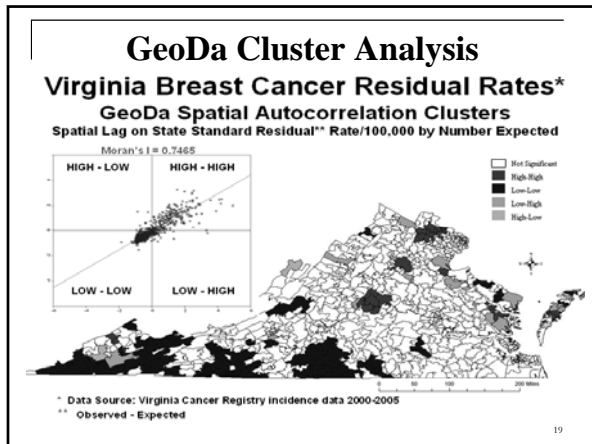 GeoDa Cluster Analysis
Virginia Breast Cancer Residual Rates*
GeoDa Spatial Autocorrelation Clusters
Spatial Lag on State Standard Residual** Rate/100,000 by Number Expected
Moran's I = 0.7465
HIGH - LOW
HIGH - HIGH
LOW - LOW
LOW - HIGH
Not Significant
High-High
Low-Low
Low-High
High-Low
0 50 100 200 Miles
* Data Source: Virginia Cancer Registry incidence data 2000-2005
** Observed - Expected
19